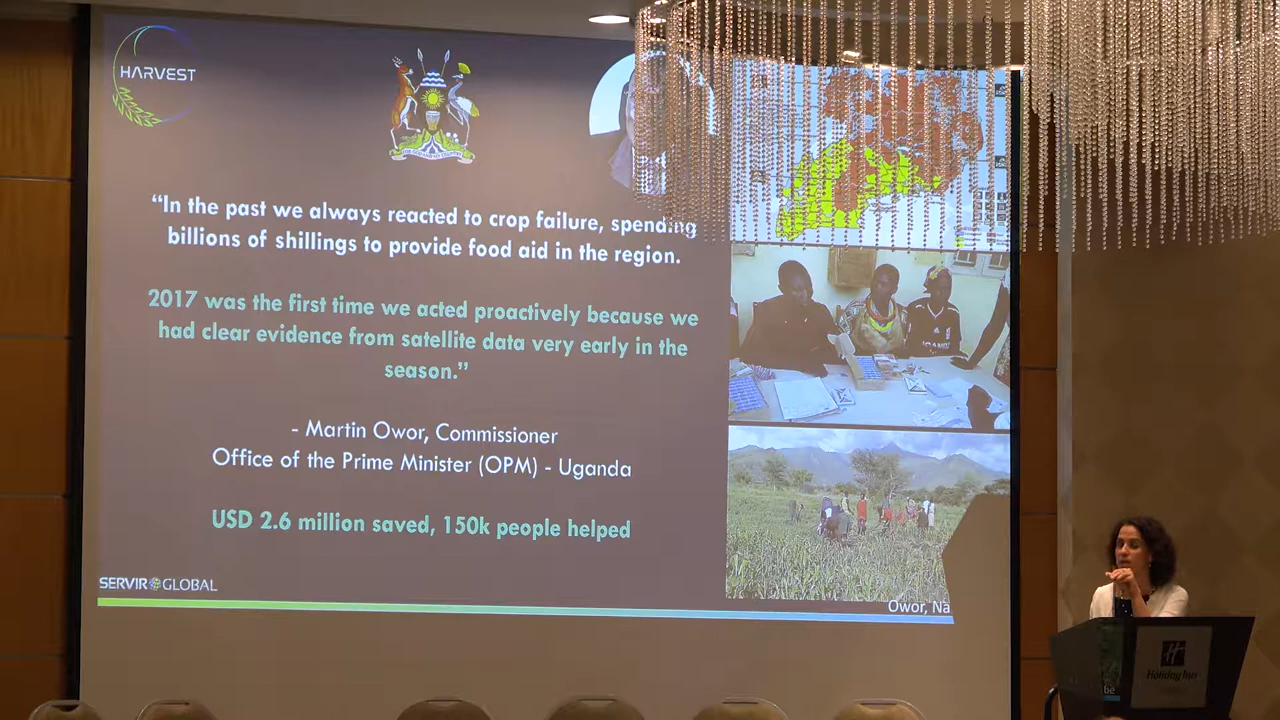 HARVEST
"In the past we always reacted to crop failure, spending
billions of shillings to provide food aid in the region.
2017 was the first time we acted proactively because we
had clear evidence from satellite data very early in the
season."
- Martin Owor, Commissioner
Office of the Prime Minister (OPM) - Uganda
USD 2.6 million saved, 150k people helped
SERVIR GLOBAL
Owor, Na
H
Holiday Inn
be